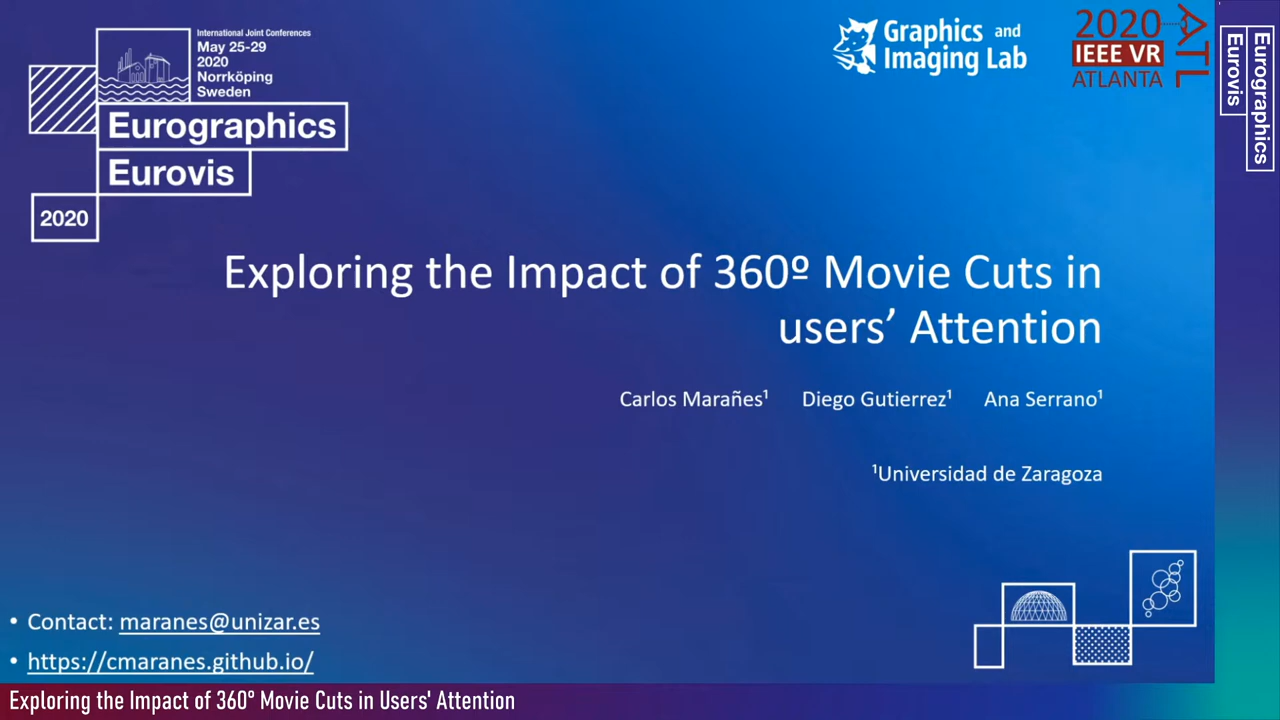 International Joint Conferences
May 25-29
2020
Norrköping
Sweden
Eurographics
Eurovis
2020
Graphics and
Imaging Lab
2020
IEEE VR
ATLANTA
ATL
Eurographics
Eurovis
Exploring the Impact of 360º Movie Cuts in
users’ Attention
Carlos Marañes¹ Diego Gutierrez¹ Ana Serrano¹
¹Universidad de Zaragoza
• Contact: maranes@unizar.es
• https://cmaranes.github.io/
Exploring the Impact of 360° Movie Cuts in Users' Attention